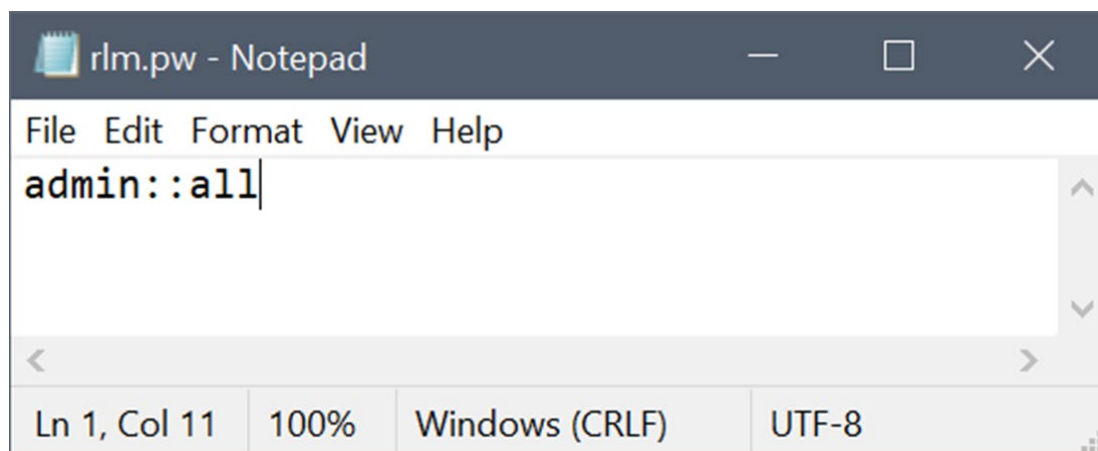 rlm.pw - Notepad
File Edit Format View Help
admin::all
Ln 1, Col 11 100% Windows (CRLF) UTF-8